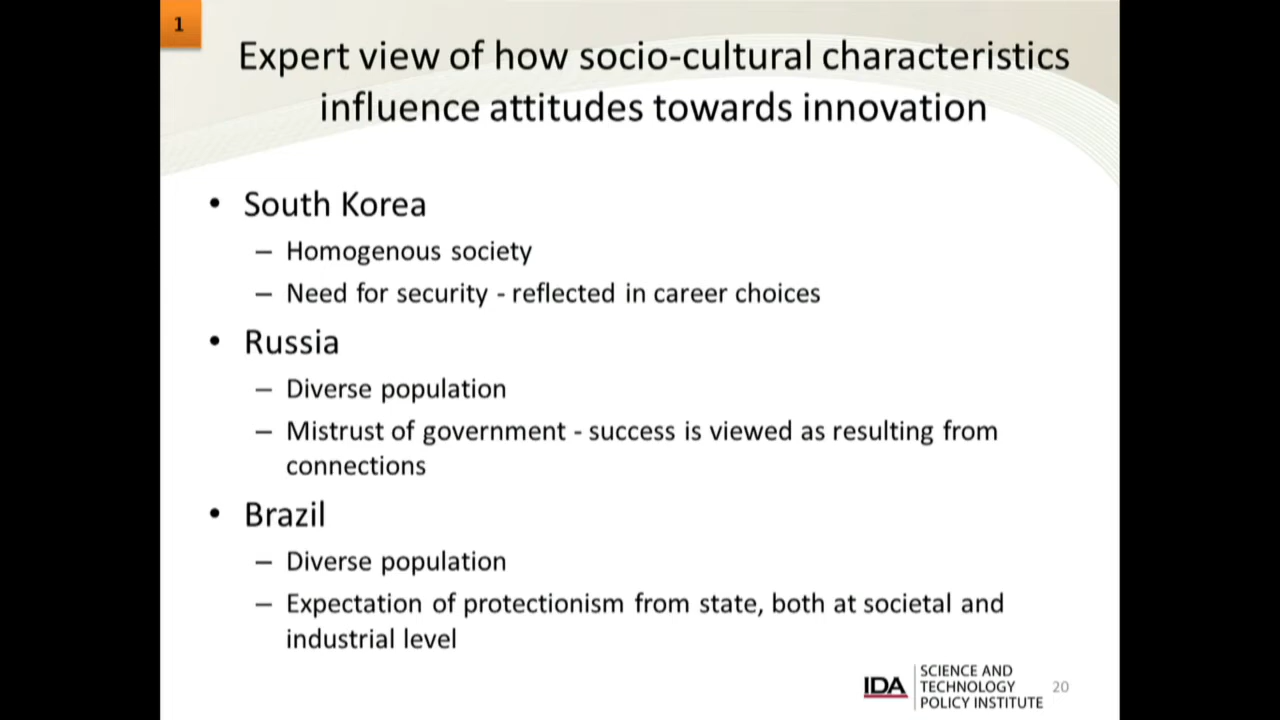 1
Expert view of how socio-cultural characteristics
influence attitudes towards innovation
• South Korea
– Homogenous society
– Need for security - reflected in career choices
• Russia
– Diverse population
– Mistrust of government - success is viewed as resulting from
connections
• Brazil
– Diverse population
– Expectation of protectionism from state, both at societal and
industrial level
IDA
SCIENCE AND
TECHNOLOGY
POLICY INSTITUTE
20